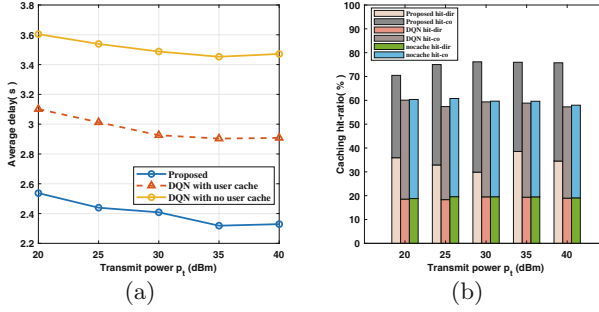 3.8
3.6
3.4
3.2
3
2.8
2.6
2.4
2.2
Average delay( s )
20
25
30
35
40
Transmit power p_t (dBm)
Proposed
DQN with user cache
DQN with no user cache
(a)
100
90
80
70
60
50
40
30
20
10
0
Caching hit-ratio( % )
Proposed hit-dir
Proposed hit-co
DQN hit-dir
DQN hit-co
nocache hit-dir
nocache hit-co
20
25
30
35
40
Transmit power p_t (dBm)
(b)